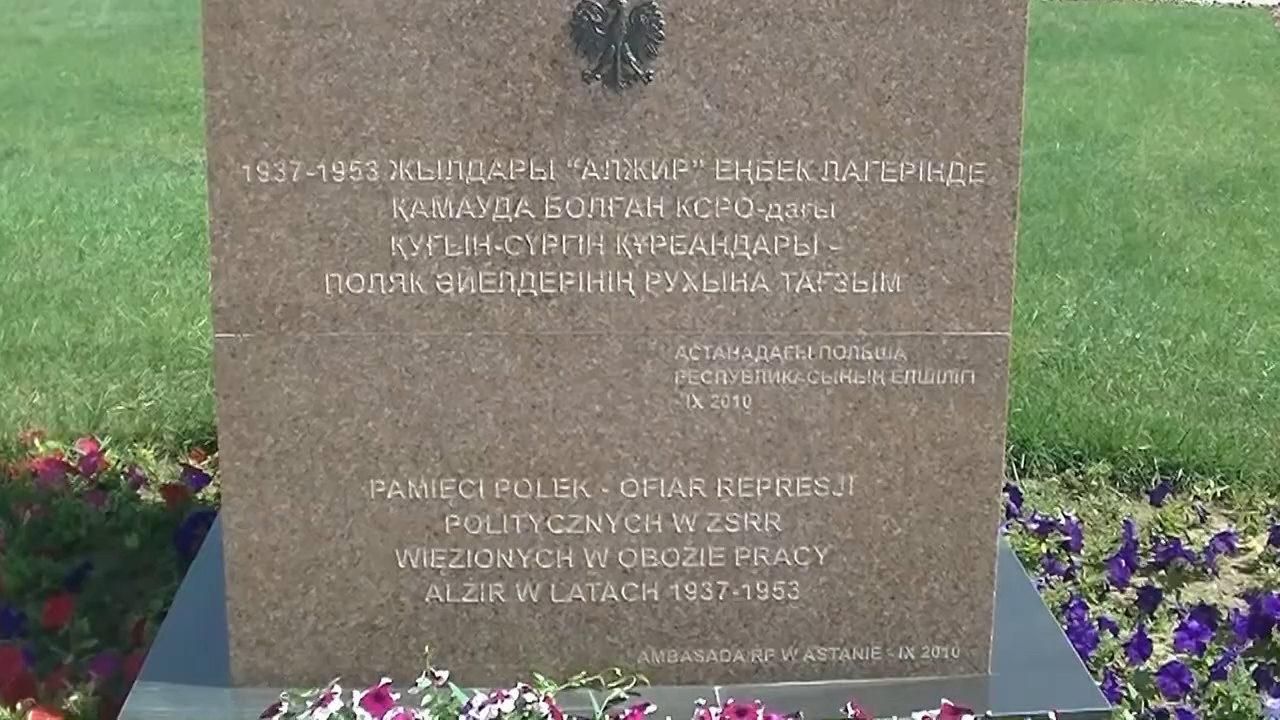 1937-1953 ЖЫЛДАРЫ “АЛЖИР” ЕҢБЕК ЛАГЕРІНДЕ
ҚАМАУДА БОЛҒАН КСРО-дағы
ҚУҒЫН-СҮРГІН ҚҰРБАНДАРЫ -
ПОЛЯК ӘЙЕЛДЕРІНІҢ РУХЫНА ТАҒЗЫМ
АСТАНАДАҒЫ ПОЛЬША
РЕСПУБЛИКАСЫНЫҢ ЕЛШІЛІГІ
- IX 2010
PAMIĘCI POLEK - OFIAR REPRESJI
POLITYCZNYCH W ZSRR
WIĘZIONYCH W OBOZIE PRACY
ALŻIR W LATACH 1937-1953
AMBASADA RP W ASTANIE - IX 2010